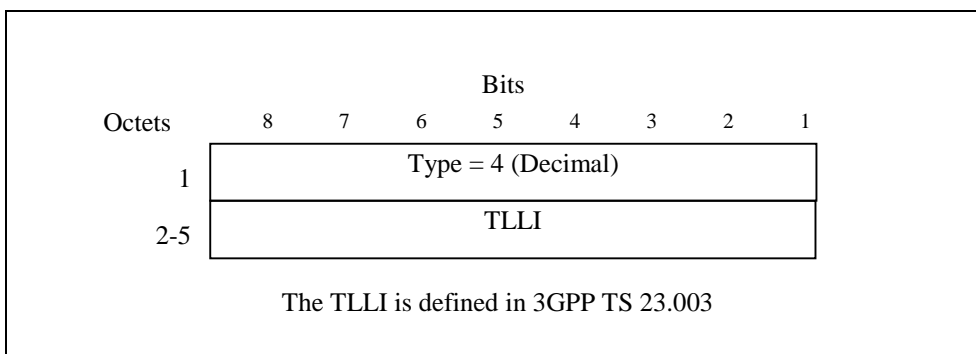 Bits
Octets 8 7 6 5 4 3 2 1
1 Type = 4 (Decimal)
2-5 TLLI
The TLLI is defined in 3GPP TS 23.003